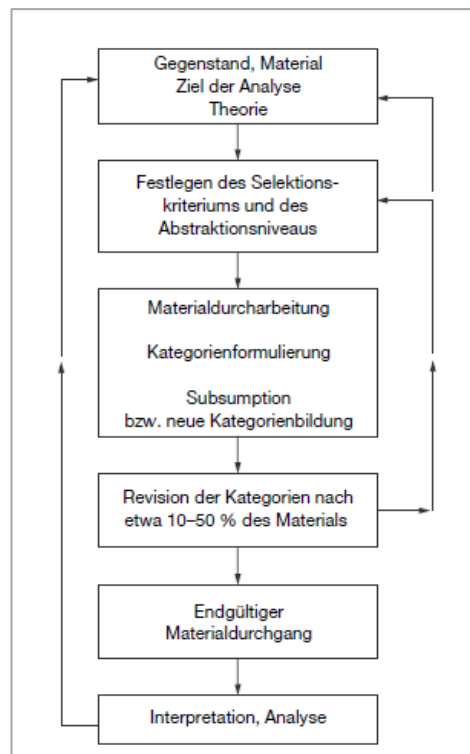 Gegenstand, Material
Ziel der Analyse
Theorie
Festlegen des Selektions-
kriteriums und des
Abstraktionsniveaus
Materialdurcharbeitung
Kategorienformulierung
Subsumption
bzw. neue Kategorienbildung
Revision der Kategorien nach
etwa 10–50 % des Materials
Endgültiger
Materialdurchgang
Interpretation, Analyse